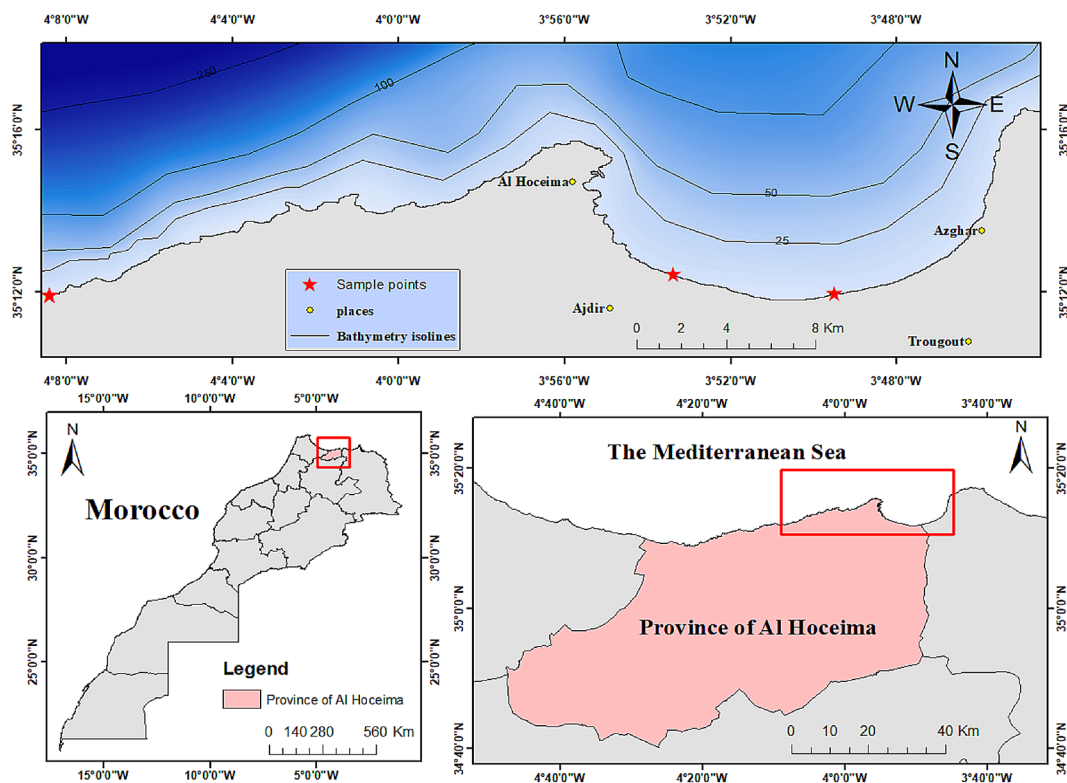 4°8'0"W 4°4'0"W 4°0'0"W 3°56'0"W 3°52'0"W 3°48'0"W
250
100
N
W E
S
35°16'0"N 35°16'0"N
Al Hoceima
50
25
Azghar
35°12'0"N 35°12'0"N
Sample points
places
Bathymetry isolines
Ajdir
0 2 4 8 Km
Trougout
4°8'0"W 4°4'0"W 4°0'0"W 3°56'0"W 3°52'0"W 3°48'0"W
15°0'0"W 10°0'0"W 5°0'0"W
N
35°0'0"N
Morocco
30°0'0"N
25°0'0"N
Legend
Province of Al Hoceima
0 140 280 560 Km
15°0'0"W 10°0'0"W 5°0'0"W
35°0'0"N
30°0'0"N
25°0'0"N
4°40'0"W 4°20'0"W 4°0'0"W 3°40'0"W
N
The Mediterranean Sea
35°20'0"N
35°0'0"N
Province of Al Hoceima
0 10 20 40 Km
34°40'0"N
4°40'0"W 4°20'0"W 4°0'0"W 3°40'0"W
35°20'0"N
35°0'0"N
34°40'0"N